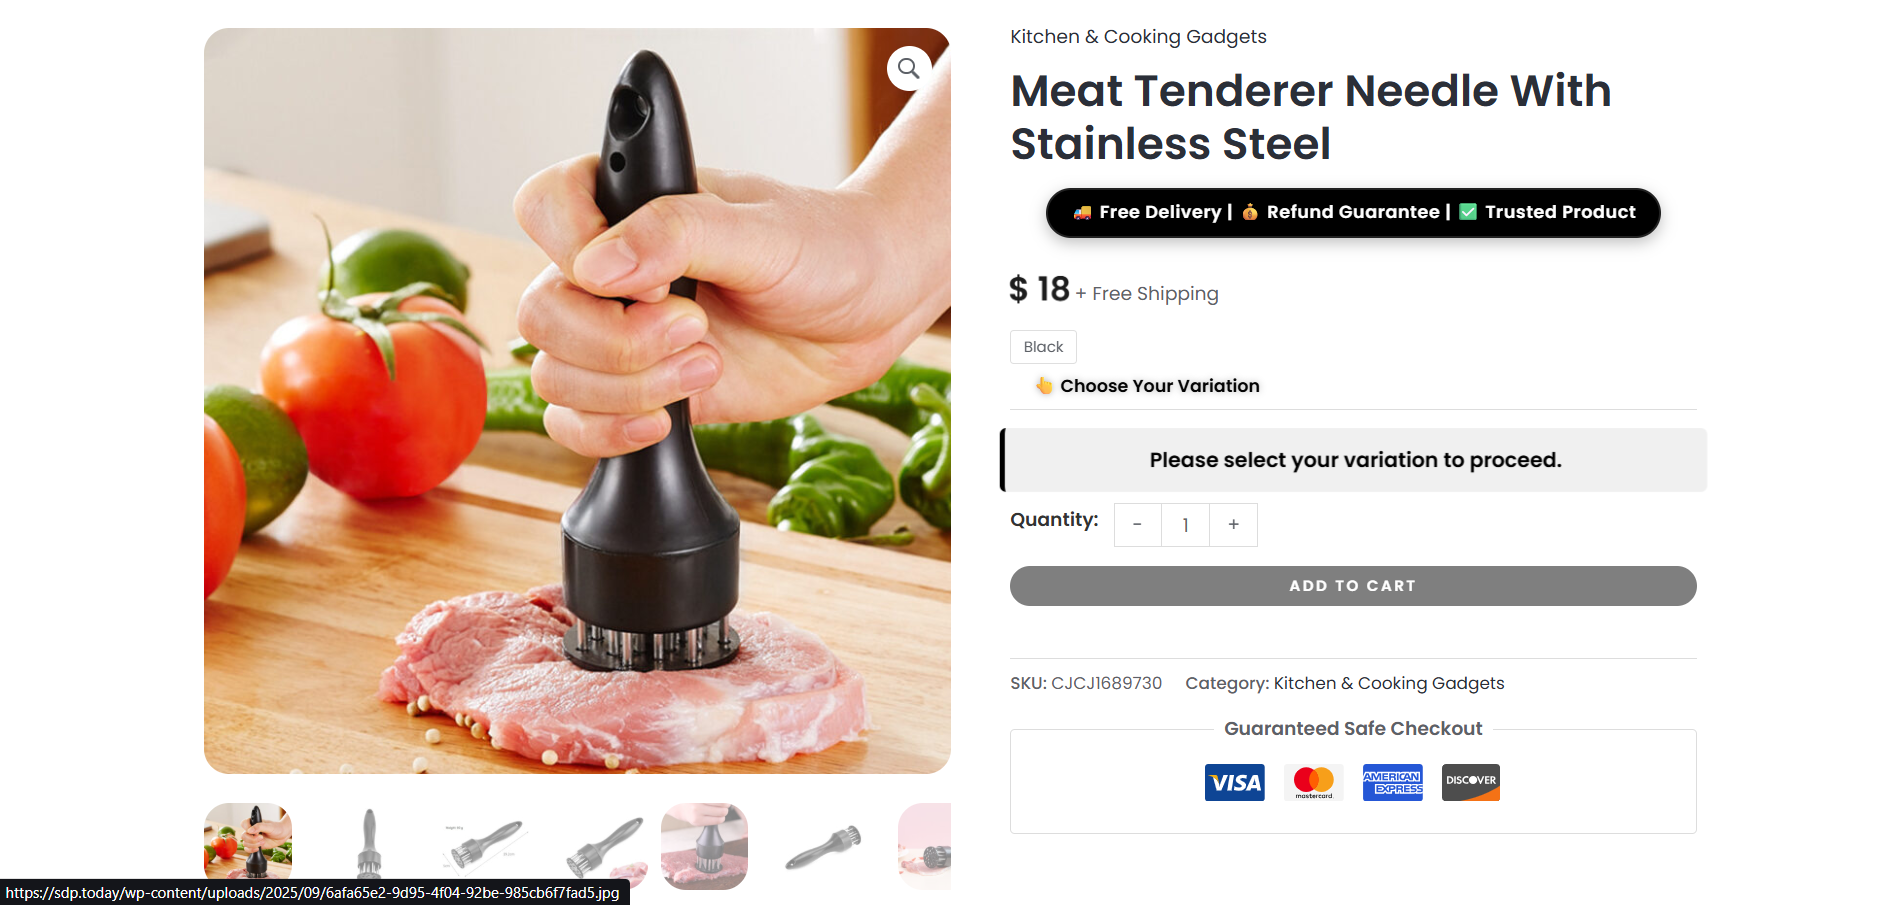 Kitchen & Cooking Gadgets
Meat Tenderer Needle With
Stainless Steel
🚚 Free Delivery | 💰 Refund Guarantee | ✅ Trusted Product
$ 18 + Free Shipping
Black
👆 Choose Your Variation
Please select your variation to proceed.
Quantity: - 1 +
ADD TO CART
SKU: CJCJ1689730 Category: Kitchen & Cooking Gadgets
Guaranteed Safe Checkout
VISA mastercard. AMERICAN EXPRESS DISCOVER
https://sdp.today/wp-content/uploads/2025/09/6afa65e2-9d95-4f04-92be-985cb6f7fad5.jpg